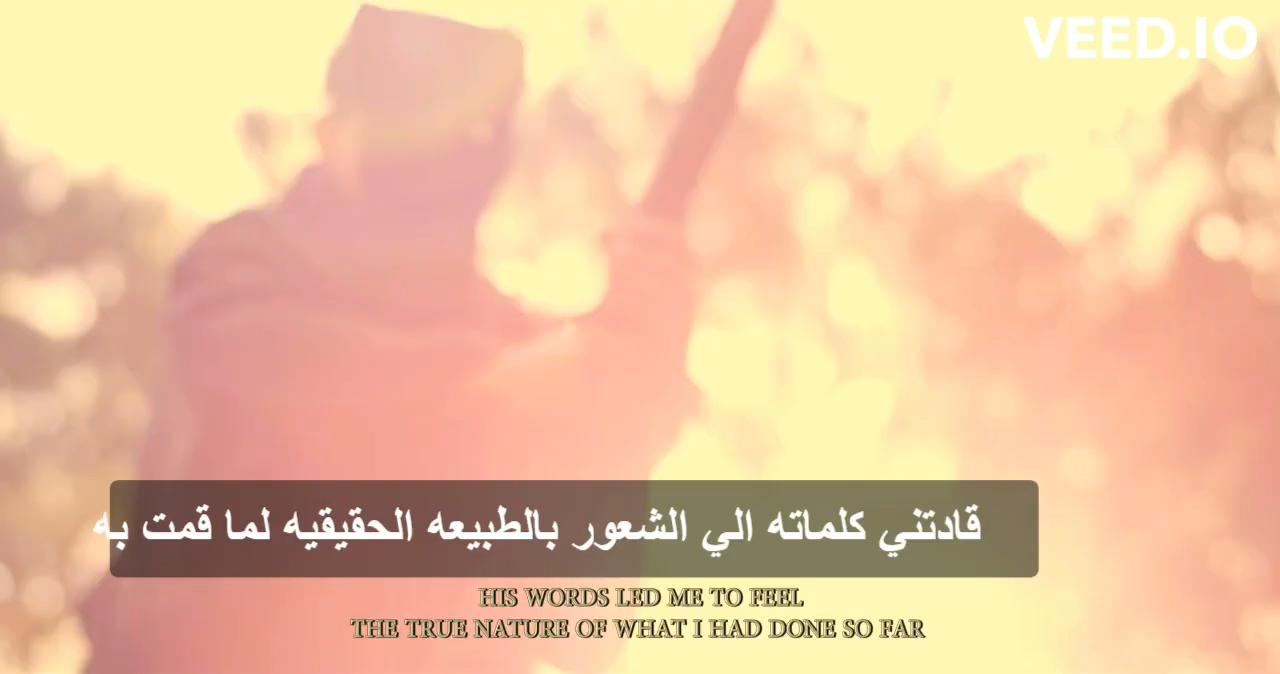 VEED.IO
قادتني كلماته الي الشعور بالطبيعه الحقيقيه لما قمت به
HIS WORDS LED ME TO FEEL
THE TRUE NATURE OF WHAT I HAD DONE SO FAR